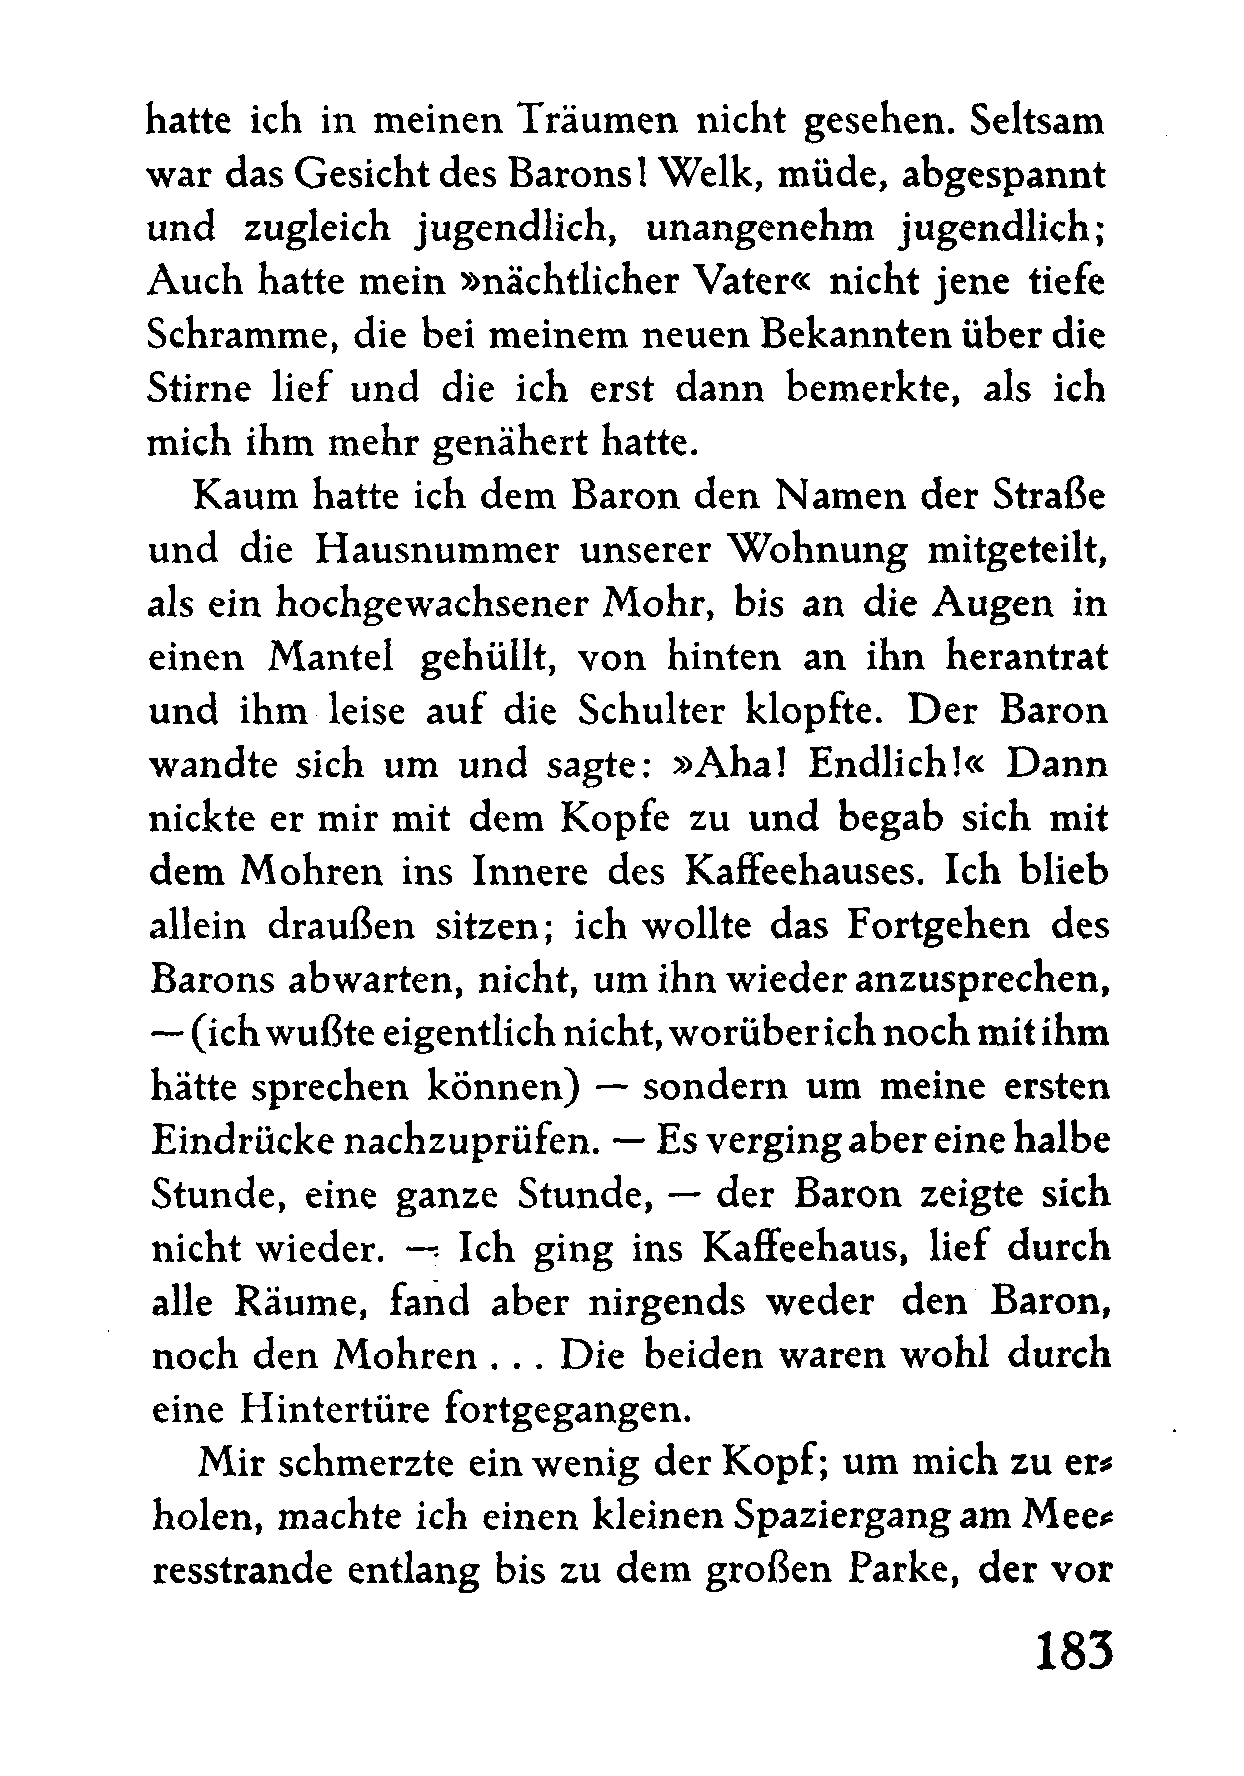 hatte ich in meinen Träumen nicht gesehen. Seltsam
war das Gesicht des Barons! Welk, müde, abgespannt
und zugleich jugendlich, unangenehm jugendlich;
Auch hatte mein »nächtlicher Vater« nicht jene tiefe
Schramme, die bei meinem neuen Bekannten über die
Stirne lief und die ich erst dann bemerkte, als ich
mich ihm mehr genähert hatte.
Kaum hatte ich dem Baron den Namen der Straße
und die Hausnummer unserer Wohnung mitgeteilt,
als ein hochgewachsener Mohr, bis an die Augen in
einen Mantel gehüllt, von hinten an ihn herantrat
und ihm leise auf die Schulter klopfte. Der Baron
wandte sich um und sagte: »Aha! Endlich!« Dann
nickte er mir mit dem Kopfe zu und begab sich mit
dem Mohren ins Innere des Kaffeehauses. Ich blieb
allein draußen sitzen; ich wollte das Fortgehen des
Barons abwarten, nicht, um ihn wieder anzusprechen,
— (ich wußte eigentlich nicht, worüber ich noch mit ihm
hätte sprechen können) — sondern um meine ersten
Eindrücke nachzuprüfen. — Es verging aber eine halbe
Stunde, eine ganze Stunde, — der Baron zeigte sich
nicht wieder. — Ich ging ins Kaffeehaus, lief durch
alle Räume, fand aber nirgends weder den Baron,
noch den Mohren . . . Die beiden waren wohl durch
eine Hintertüre fortgegangen.
Mir schmerzte ein wenig der Kopf; um mich zu er⸗
holen, machte ich einen kleinen Spaziergang am Mee⸗
resstrande entlang bis zu dem großen Parke, der vor
183